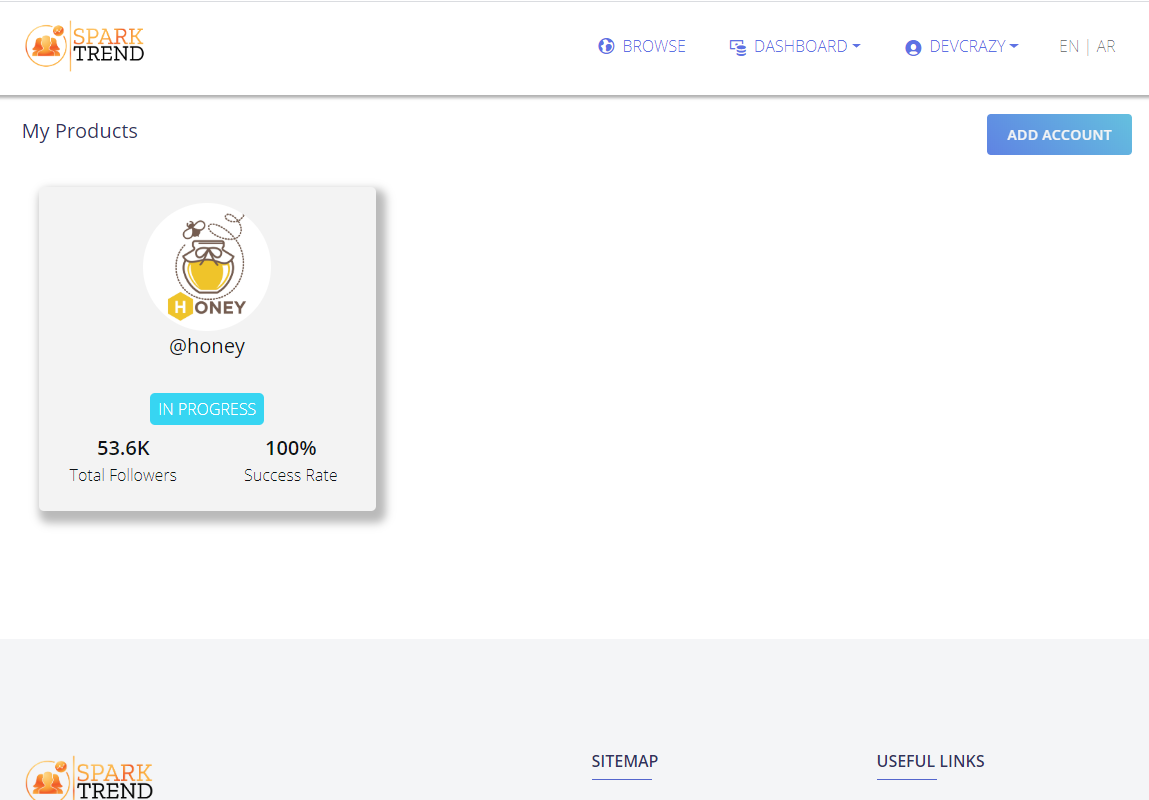 SPARK
TREND
BROWSE
DASHBOARD
DEVCRAZY
EN | AR
My Products
ADD ACCOUNT
HONEY
@honey
IN PROGRESS
53.6K
100%
Total Followers
Success Rate
SPARK
TREND
SITEMAP
USEFUL LINKS